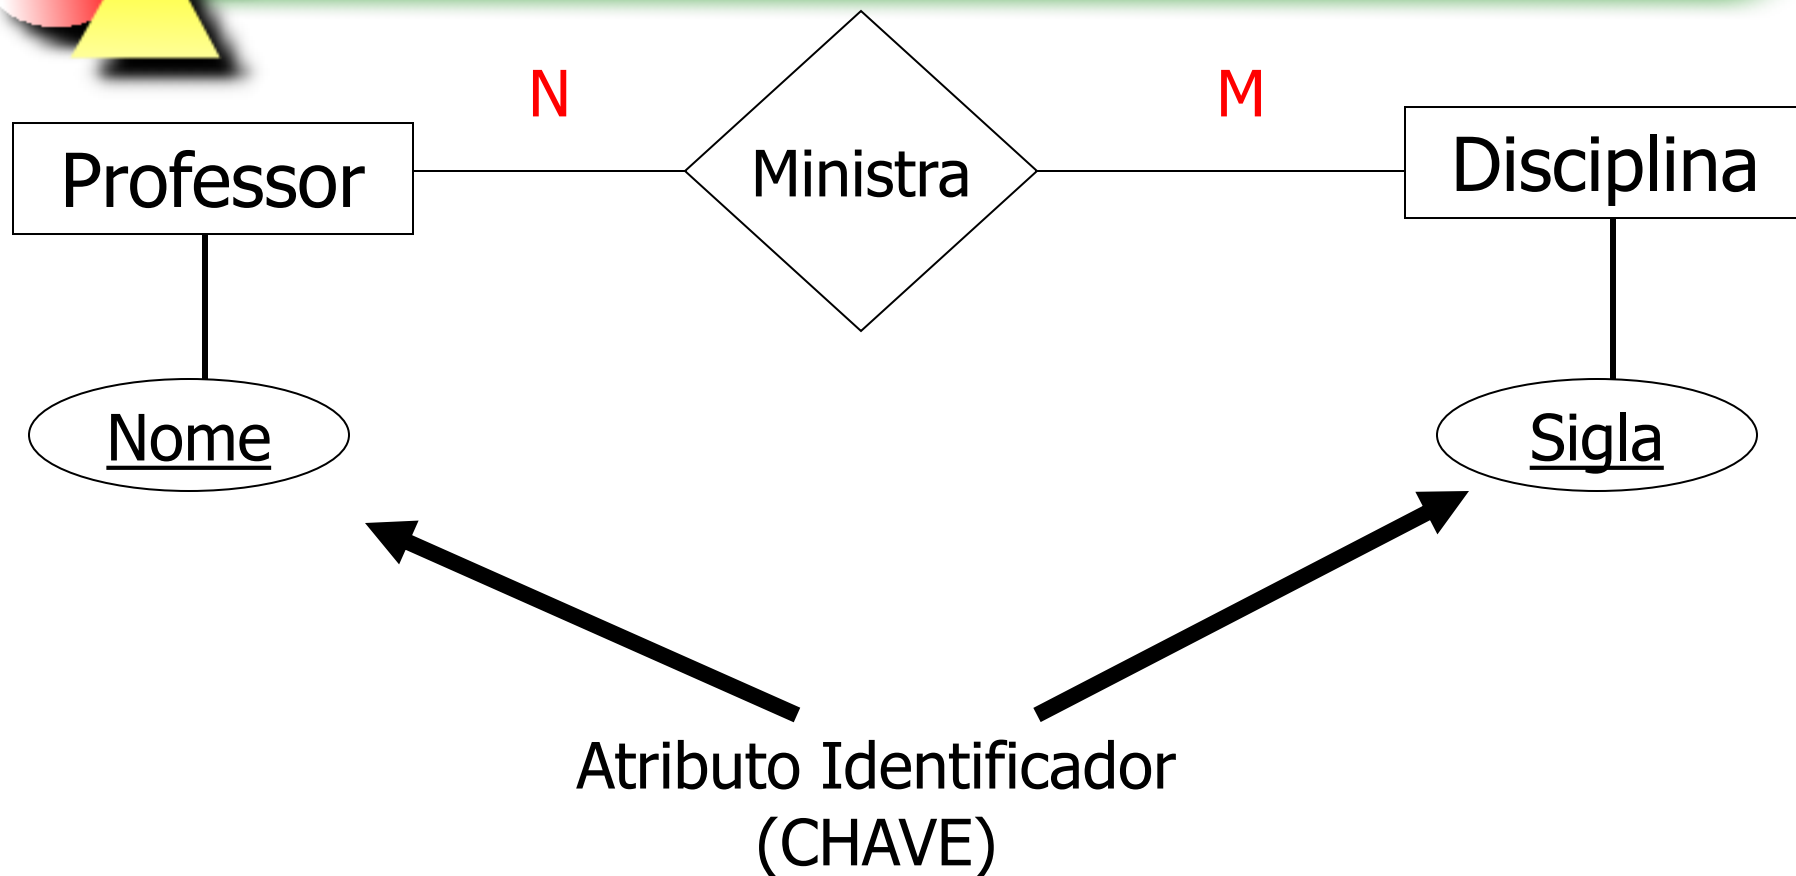 N
M
Professor
Ministra
Disciplina
Nome
Sigla
Atributo Identificador
(CHAVE)